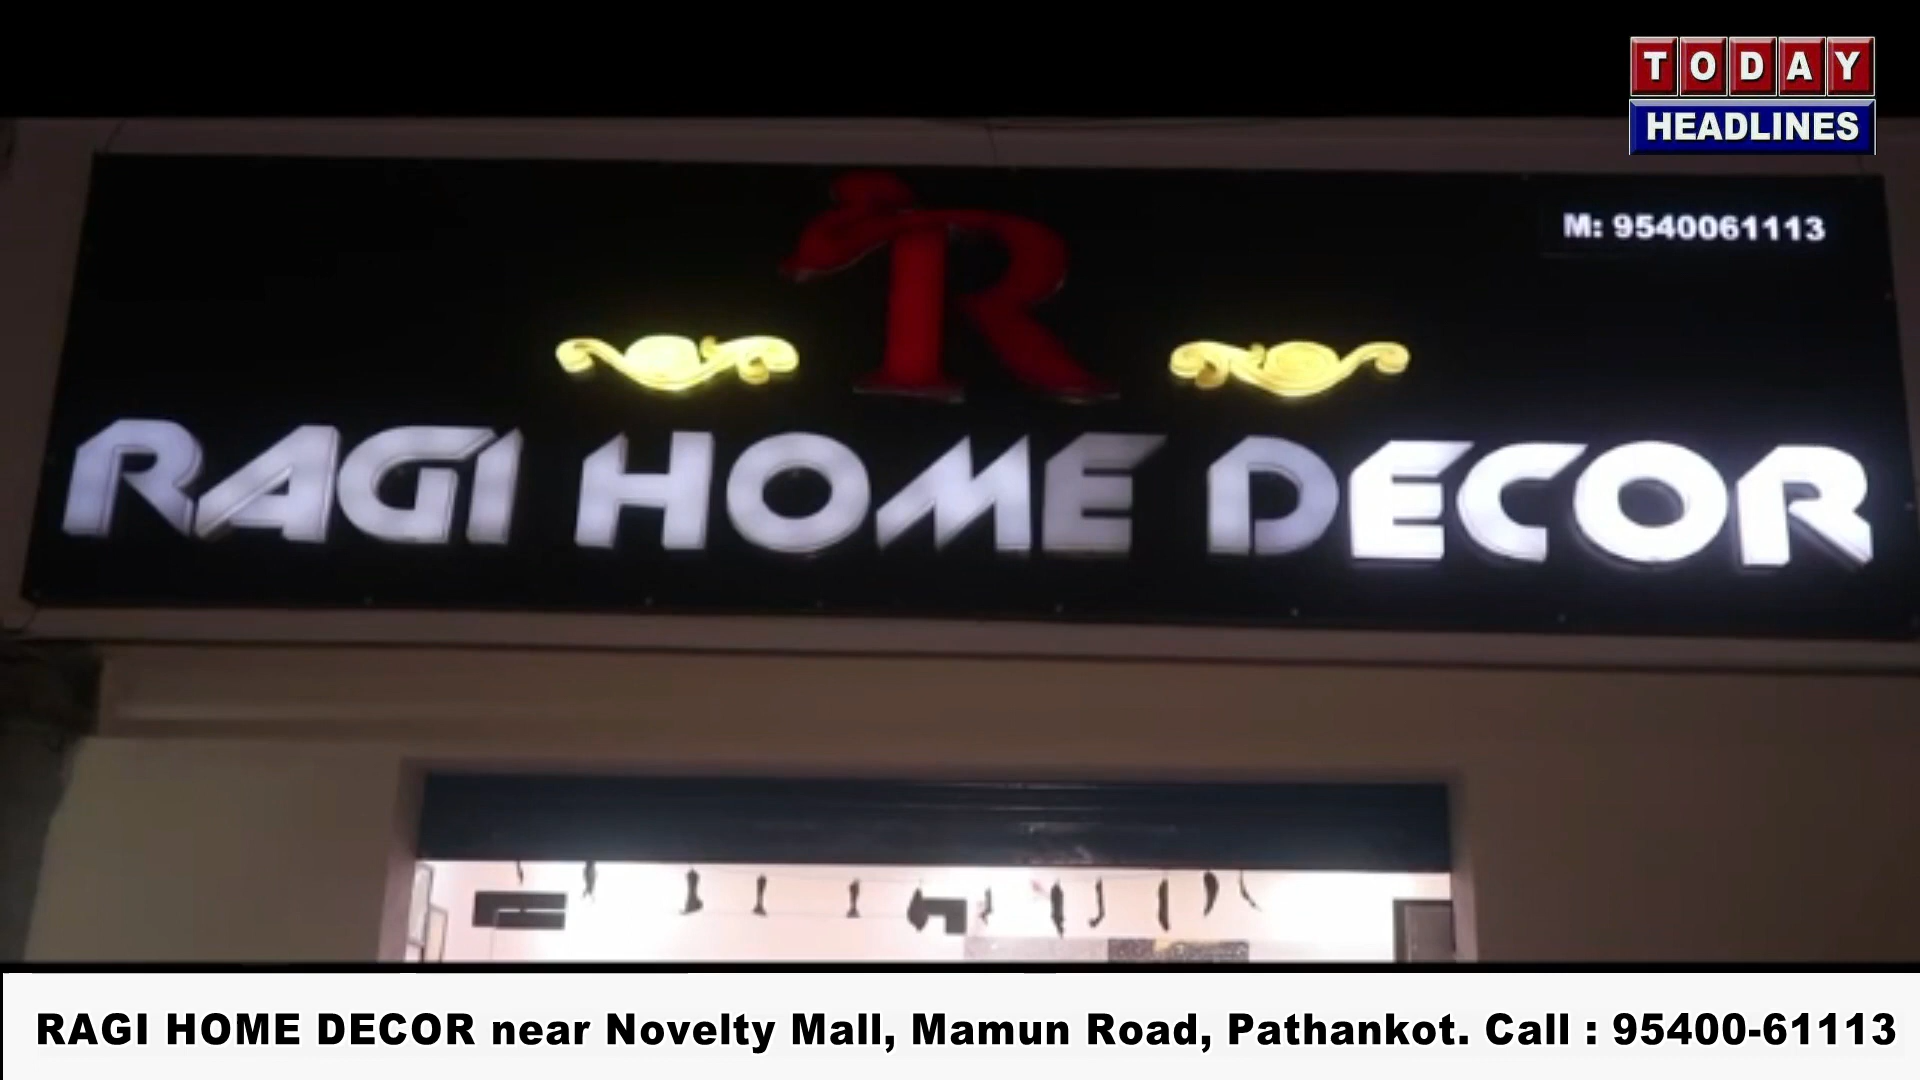 TODAY
HEADLINES
M: 9540061113
R
RAGI HOME DECOR
RAGI HOME DECOR near Novelty Mall, Mamun Road, Pathankot. Call : 95400-61113